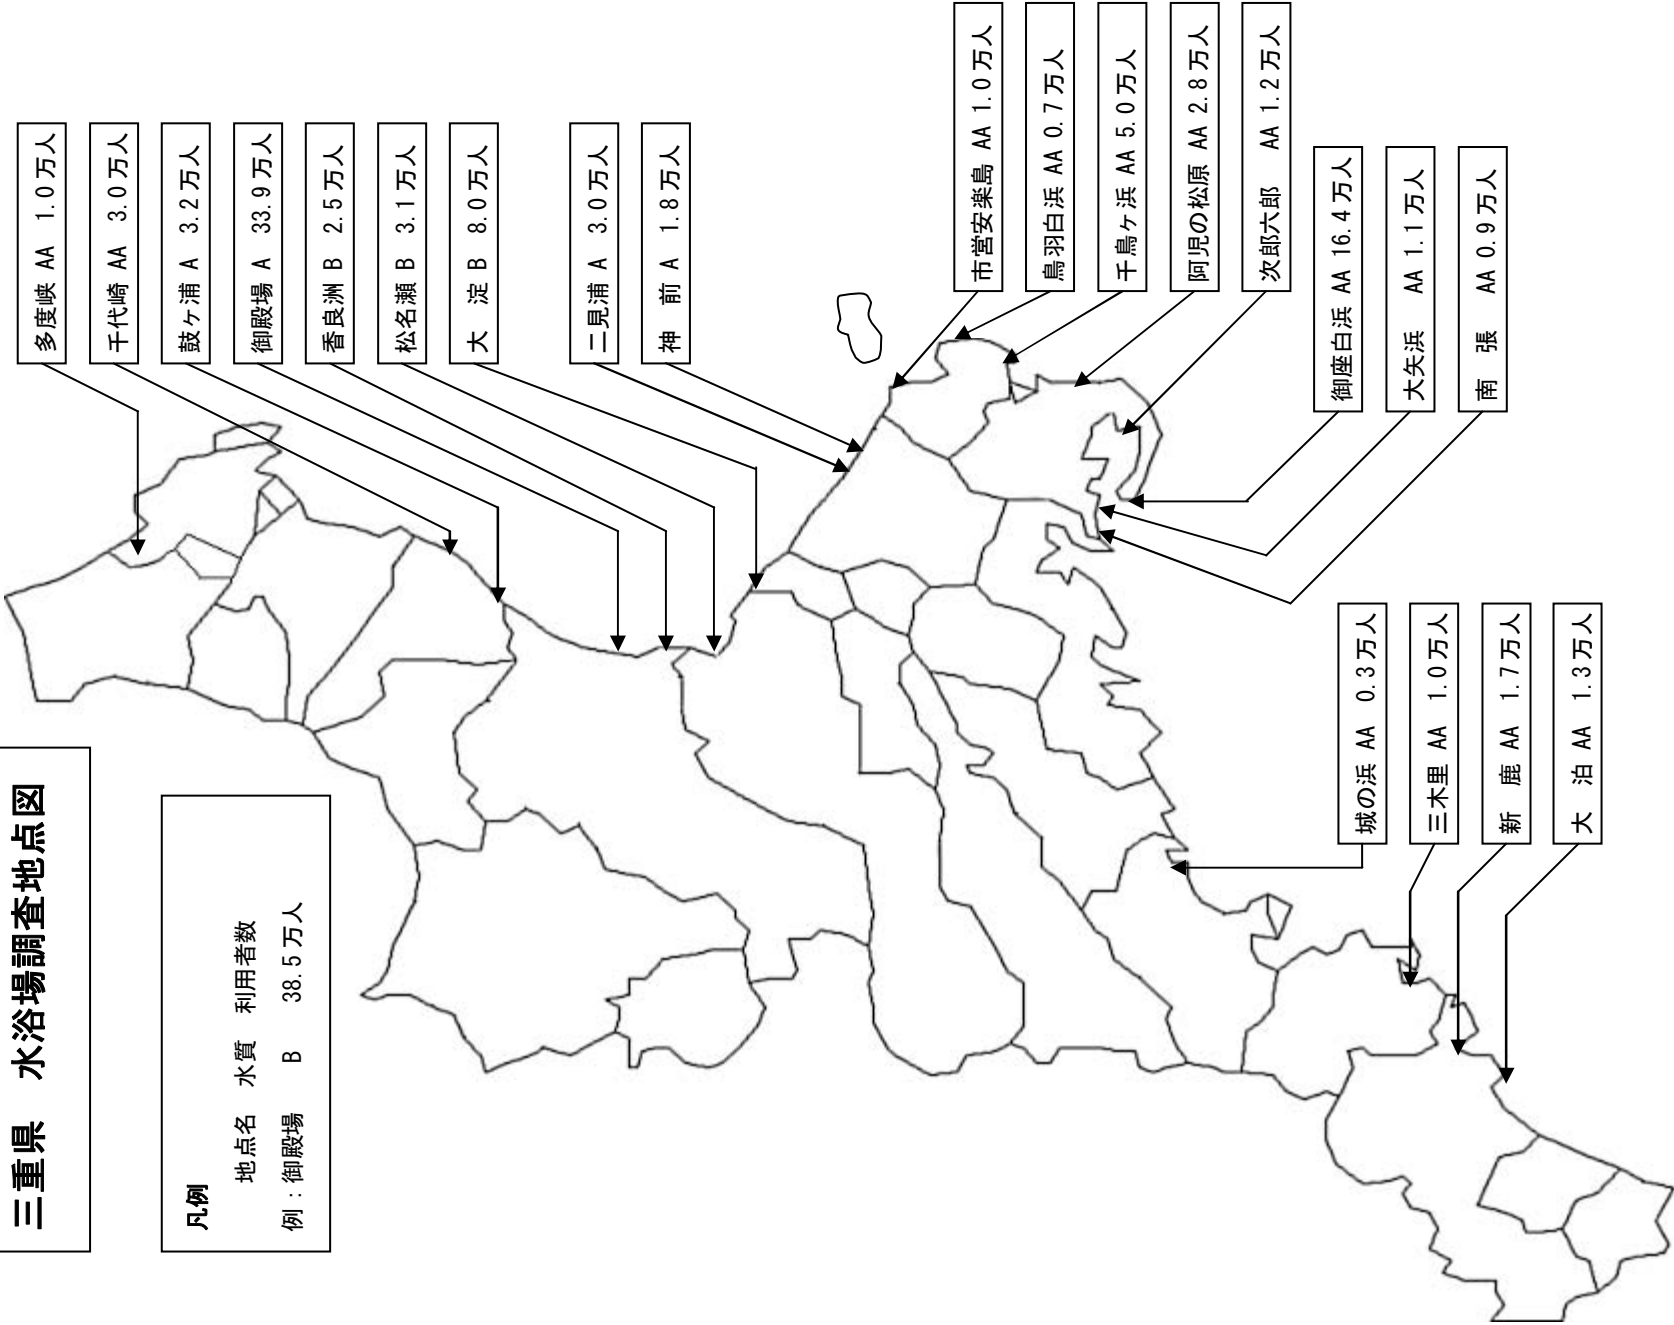 三重県 水浴場調査地点図
凡例
地点名 水質 利用者数
例：御殿場 B 38.5万人
多度峡 AA 1.0万人
千代崎 AA 3.0万人
鼓ヶ浦 A 3.2万人
御殿場 A 33.9万人
香良洲 B 2.5万人
松名瀬 B 3.1万人
大 淀 B 8.0万人
二見浦 A 3.0万人
神 前 A 1.8万人
市営安楽島 AA 1.0万人
鳥羽白浜 AA 0.7万人
千鳥ヶ浜 AA 5.0万人
阿児の松原 AA 2.8万人
次郎六郎 AA 1.2万人
御座白浜 AA 16.4万人
大矢浜 AA 1.1万人
南 張 AA 0.9万人
城の浜 AA 0.3万人
三木里 AA 1.0万人
新 鹿 AA 1.7万人
大 泊 AA 1.3万人